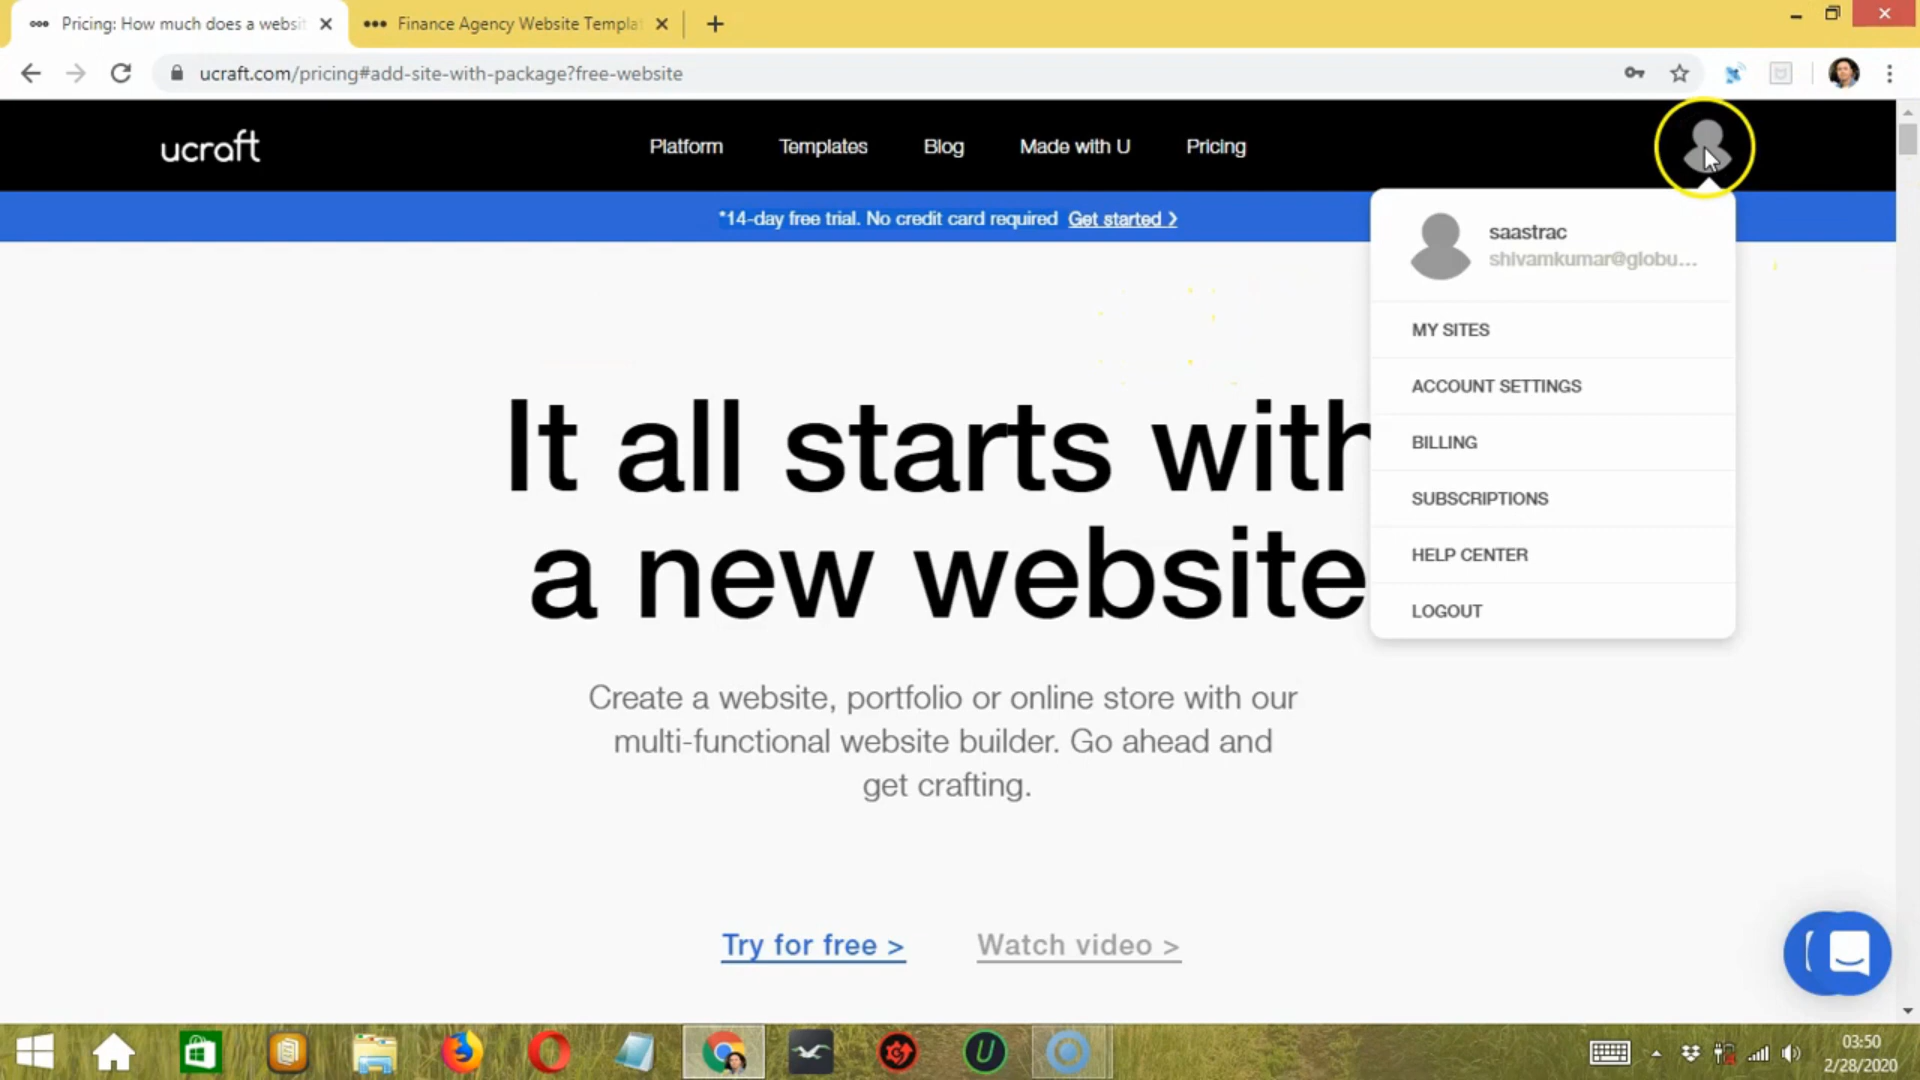 Pricing: How much does a websit
Finance Agency Website Templat
ucraft.com/pricing#add-site-with-package?free-website
ucraft
Platform
Templates
Blog
Made with U
Pricing
*14-day free trial. No credit card required Get started >
saastrac
shivamkumar@globu...
MY SITES
ACCOUNT SETTINGS
BILLING
SUBSCRIPTIONS
HELP CENTER
LOGOUT
It all starts with
a new website
Create a website, portfolio or online store with our
multi-functional website builder. Go ahead and
get crafting.
Try for free >
Watch video >
03:50
2/28/2020